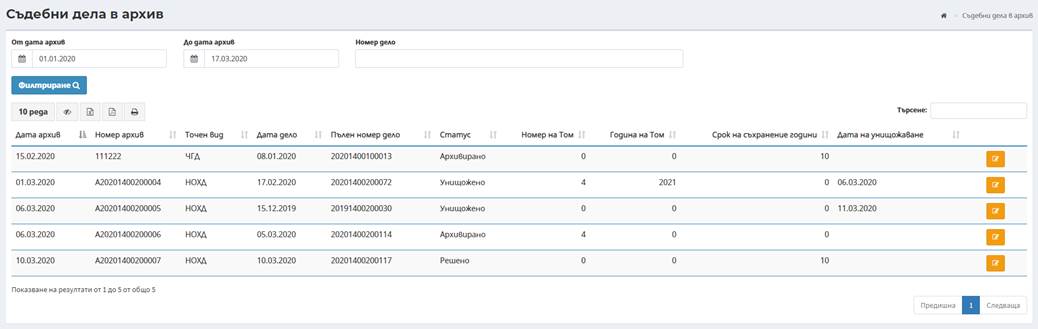 Съдебни дела в архив
Съдебни дела в архив
От дата архив До дата архив Номер дело
01.01.2020 17.03.2020
Филтриране
10 реда
Търсене:
Дата архив Номер архив Точен вид Дата дело Пълен номер дело Статус Номер на Том Година на Том Срок на съхранение години Дата на унищожаване
15.02.2020 111222 ЧГД 08.01.2020 20201400100013 Архивирано 0 0 10
01.03.2020 А20201400200004 НОХД 17.02.2020 20201400200072 Унищожено 4 2021 0 06.03.2020
06.03.2020 А20201400200005 НОХД 15.12.2019 20191400200030 Унищожено 0 0 0 11.03.2020
06.03.2020 А20201400200006 НОХД 05.03.2020 20201400200114 Архивирано 4 0 0
10.03.2020 А20201400200007 НОХД 10.03.2020 20201400200117 Решено 0 0 10
Показване на резултати от 1 до 5 от общо 5
Предишна 1 Следваща